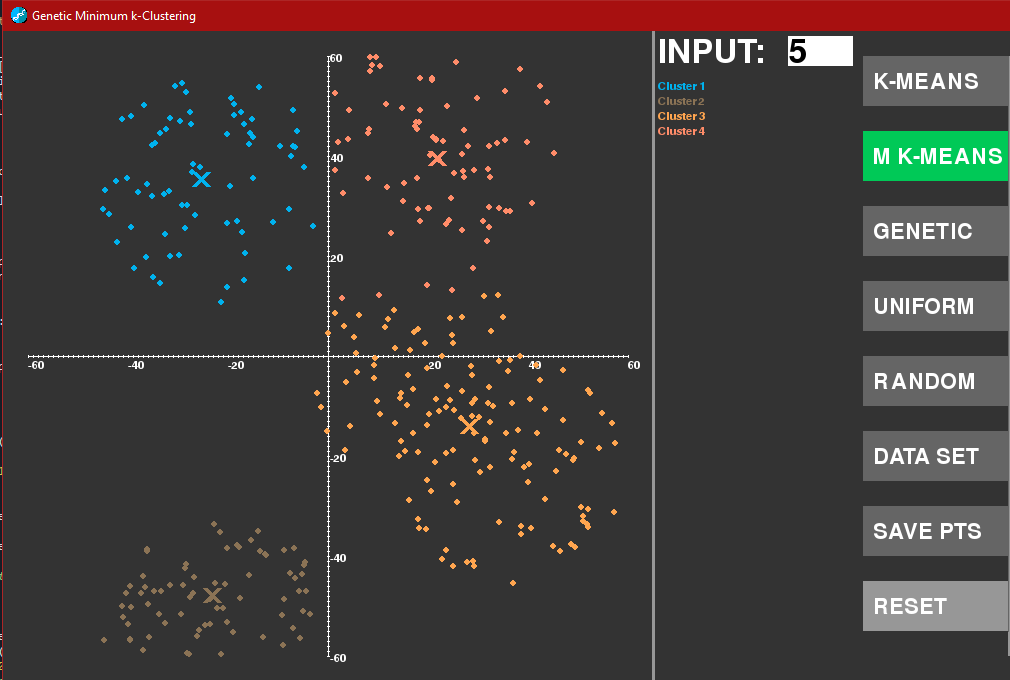 Genetic Minimum k-Clustering
INPUT: 5
Cluster 1
Cluster 2
Cluster 3
Cluster 4
K-MEANS
M K-MEANS
GENETIC
UNIFORM
RANDOM
DATA SET
SAVE PTS
RESET
60
40
20
-60 -40 -20 20 40 60
-20
-40
-60